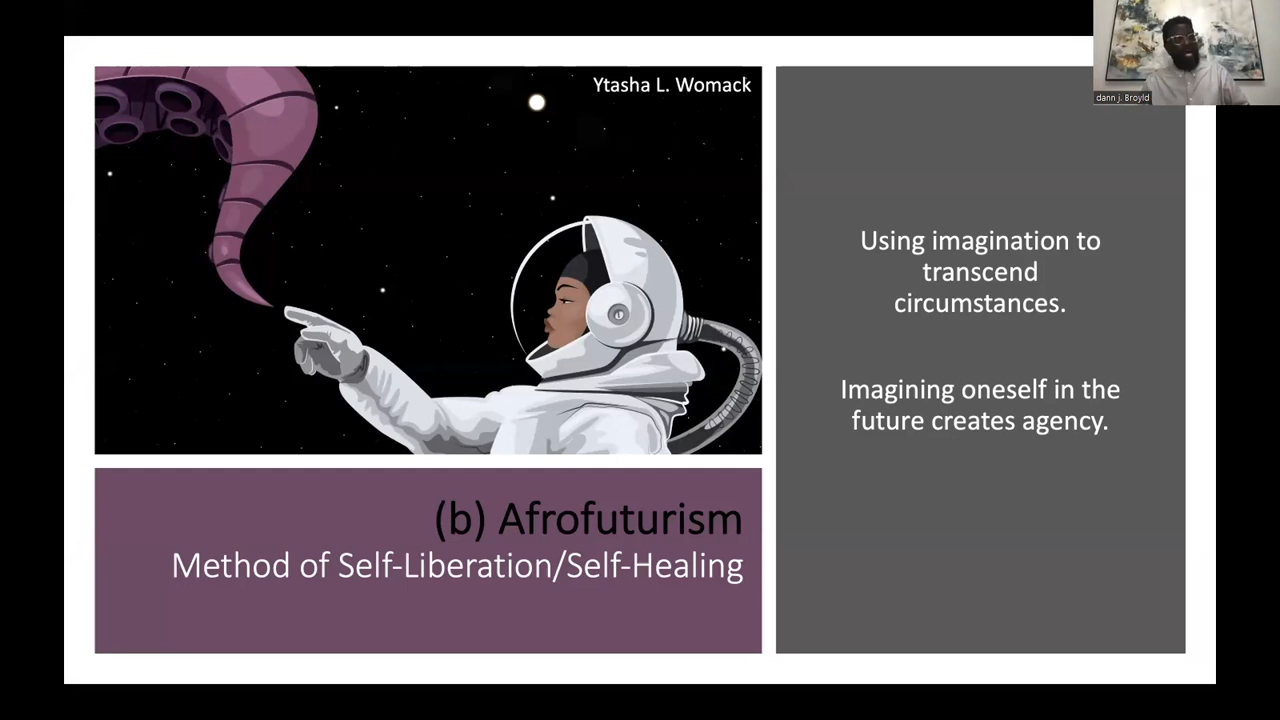 dann j. Broyld
Ytasha L. Womack
(b) Afrofuturism
Method of Self-Liberation/Self-Healing
Using imagination to
transcend
circumstances.
Imagining oneself in the
future creates agency.